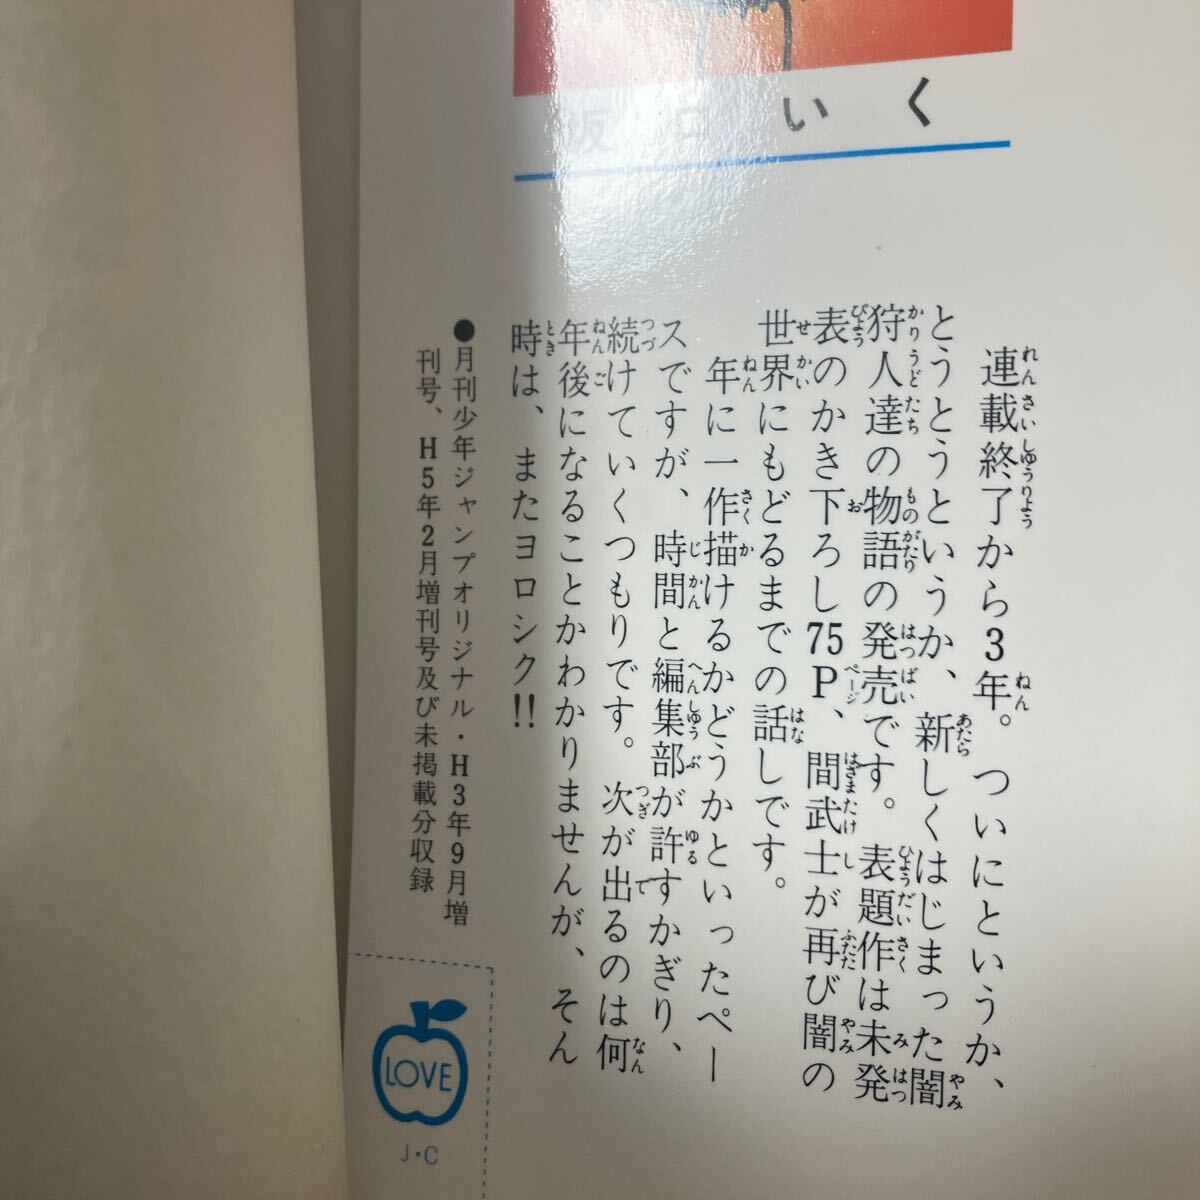 坂口いく
連載終了から3年。ついにというか、
とうとうというか、新しくはじまった闇
狩人達の物語の発売です。表題作は未発
表のかき下ろし75P、間武士が再び闇の
世界にもどるまでの話しです。
年に一作描けるかどうかといったペー
スですが、時間と編集部が許すかぎり、
続けていくつもりです。次が出るのは何
年後になることかわかりませんが、そん
時は、またヨロシク!!
●月刊少年ジャンプオリジナル・H3年9月増
刊号、H5年2月増刊号及び未掲載分収録
LOVE
J・C